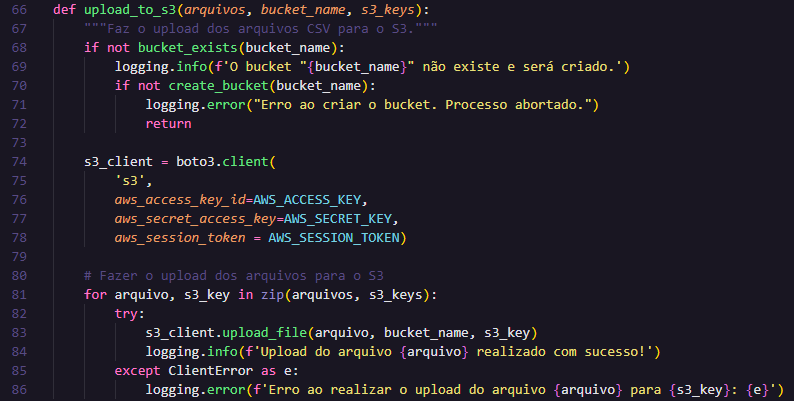 66 def upload_to_s3(arquivos, bucket_name, s3_keys):
67     """Faz o upload dos arquivos CSV para o S3."""
68     if not bucket_exists(bucket_name):
69         logging.info(f'O bucket "{bucket_name}" não existe e será criado.')
70         if not create_bucket(bucket_name):
71             logging.error("Erro ao criar o bucket. Processo abortado.")
72             return
73
74     s3_client = boto3.client(
75         's3',
76         aws_access_key_id=AWS_ACCESS_KEY,
77         aws_secret_access_key=AWS_SECRET_KEY,
78         aws_session_token = AWS_SESSION_TOKEN)
79
80     # Fazer o upload dos arquivos para o S3
81     for arquivo, s3_key in zip(arquivos, s3_keys):
82         try:
83             s3_client.upload_file(arquivo, bucket_name, s3_key)
84             logging.info(f'Upload do arquivo {arquivo} realizado com sucesso!')
85         except ClientError as e:
86             logging.error(f'Erro ao realizar o upload do arquivo {arquivo} para {s3_key}: {e}')